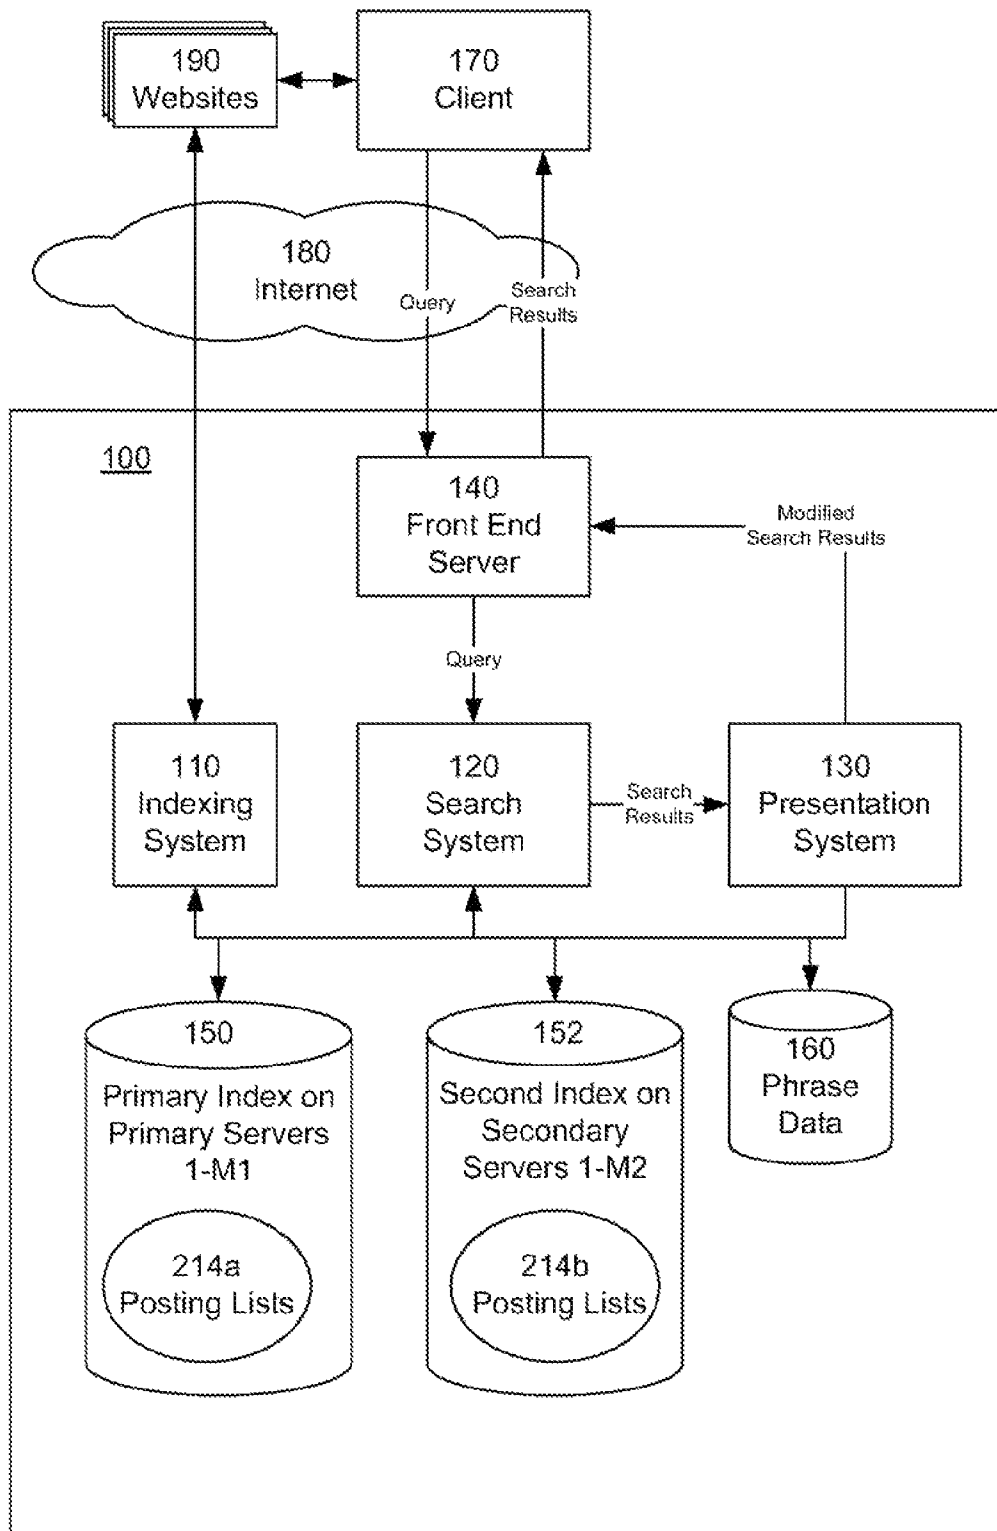 190
Websites
170
Client
180
Internet
Query
Search
Results
100
140
Front End
Server
Modified
Search Results
Query
110
Indexing
System
120
Search
System
Search
Results
130
Presentation
System
150
Primary Index on
Primary Servers
1-M1
214a
Posting Lists
152
Second Index on
Secondary
Servers 1-M2
214b
Posting Lists
160
Phrase
Data